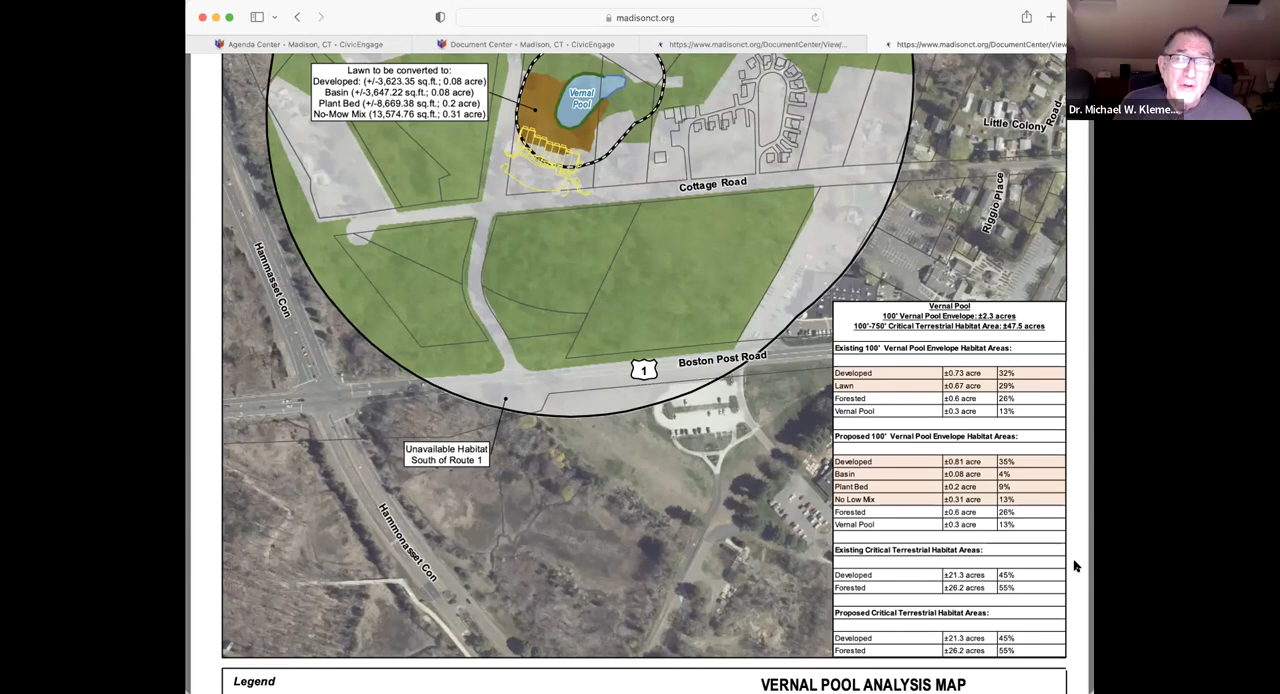 madisonct.org
Agenda Center • Madison, CT • CivicEngage
Document Center • Madison, CT • CivicEngage
https://www.madisonct.org/DocumentCenter/View/...
https://www.madisonct.org/DocumentCenter/View
Dr. Michael W. Kleme...
Lawn to be converted to:
Developed: (+/-3,623.35 sq.ft.; 0.08 acre)
Basin (+/-3,647.22 sq.ft.; 0.08 acre)
Plant Bed (+/-8,669.38 sq.ft.; 0.2 acre)
No-Mow Mix (13,574.76 sq.ft.; 0.31 acre)
Vernal
Pool
Little Colony Road
Cottage Road
Riggio Place
Hammasset Con
Boston Post Road
1
Unavailable Habitat
South of Route 1
Hammonasset Con
Vernal Pool
100' Vernal Pool Envelope: ±2.3 acres
100'-750' Critical Terrestrial Habitat Area: ±47.5 acres
Existing 100' Vernal Pool Envelope Habitat Areas:
Developed ±0.73 acre 32%
Lawn ±0.67 acre 29%
Forested ±0.6 acre 26%
Vernal Pool ±0.3 acre 13%
Proposed 100' Vernal Pool Envelope Habitat Areas:
Developed ±0.81 acre 35%
Basin ±0.08 acre 4%
Plant Bed ±0.2 acre 9%
No Low Mix ±0.31 acre 13%
Forested ±0.6 acre 26%
Vernal Pool ±0.3 acre 13%
Existing Critical Terrestrial Habitat Areas:
Developed ±21.3 acres 45%
Forested ±26.2 acres 55%
Proposed Critical Terrestrial Habitat Areas:
Developed ±21.3 acres 45%
Forested ±26.2 acres 55%
Legend
VERNAL POOL ANALYSIS MAP